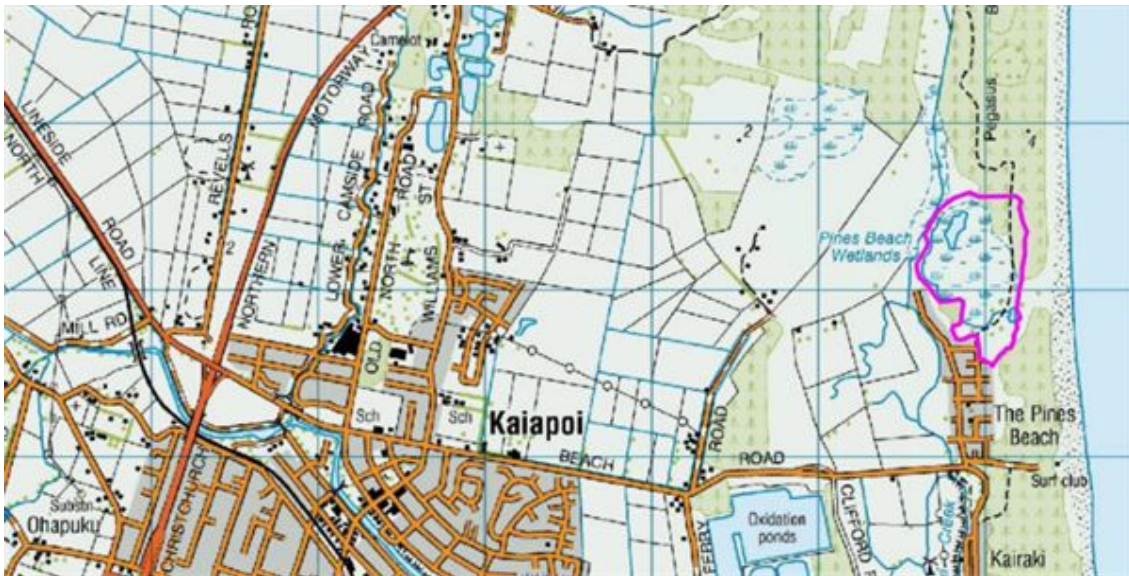 LINESIDE
ROAD
NORTH
LINE
MILL RD
REVELLS
RO
2
NORTHERN
MOTORWAY
Camelot
LOWER
CAMSIDE
ROAD
OLD
NORTH
ROAD
WILLIAMS
ST
Sch
Sch
Kaiapoi
BEACH
ROAD
ROAD
2
Pines Beach
Wetlands
Pegasus
B
4
The Pines
Beach
Surf club
Kairaki
Creek
CLIFFORD
Oxidation
ponds
FERRY
CHRISTCHURCH
Substn
Ohapuku